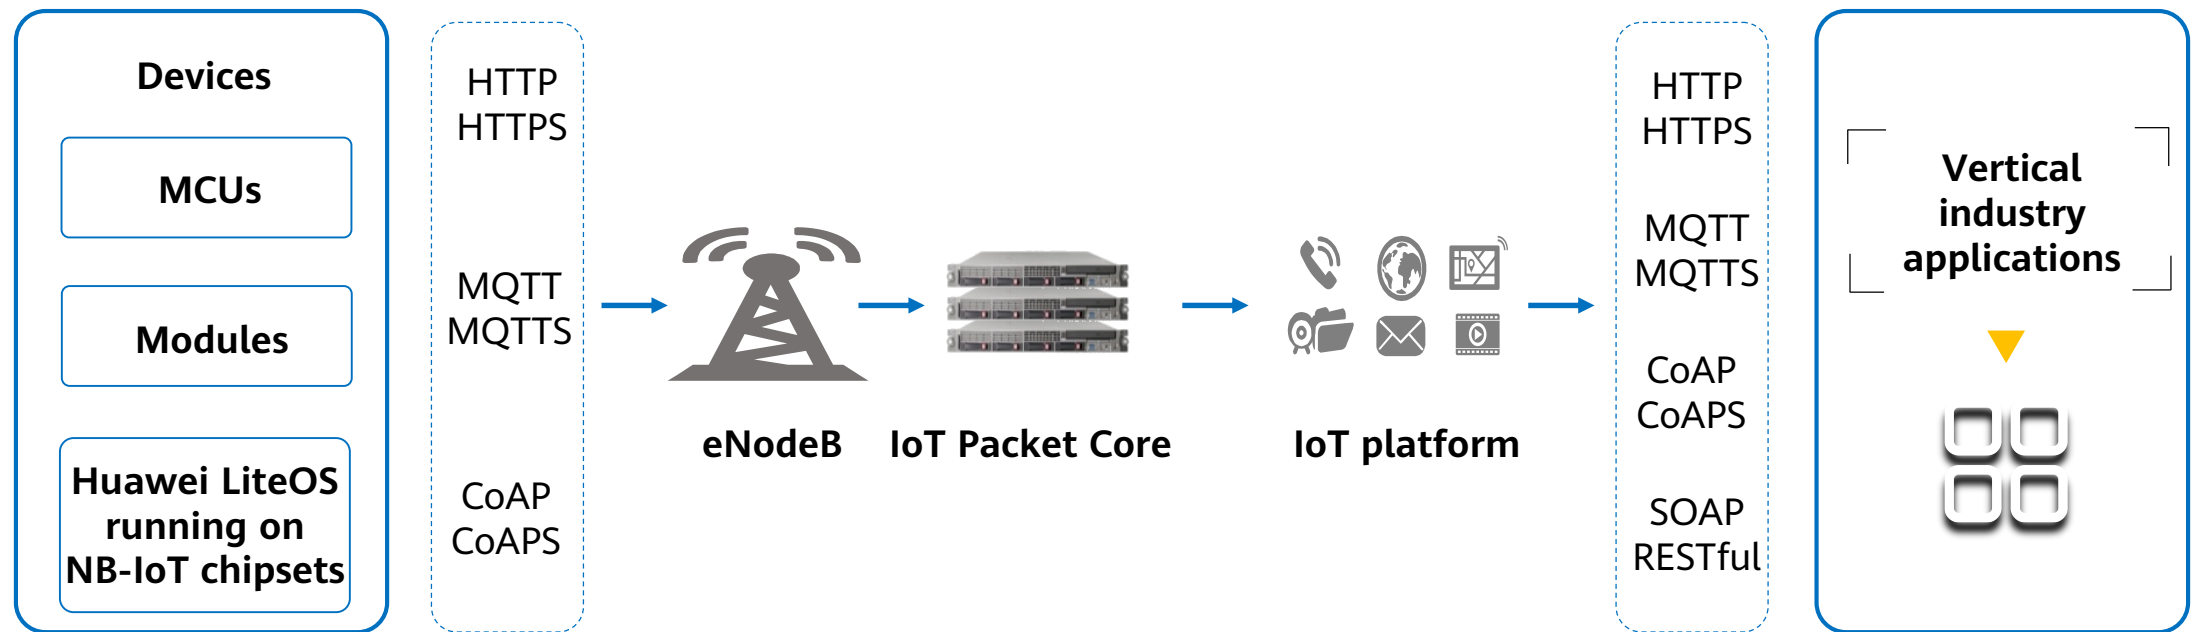 Devices
MCUs
Modules
Huawei LiteOS
running on
NB-IoT chipsets
HTTP
HTTPS
MQTT
MQTTS
CoAP
CoAPS
eNodeB
IoT Packet Core
IoT platform
HTTP
HTTPS
MQTT
MQTTS
CoAP
CoAPS
SOAP
RESTful
Vertical
industry
applications